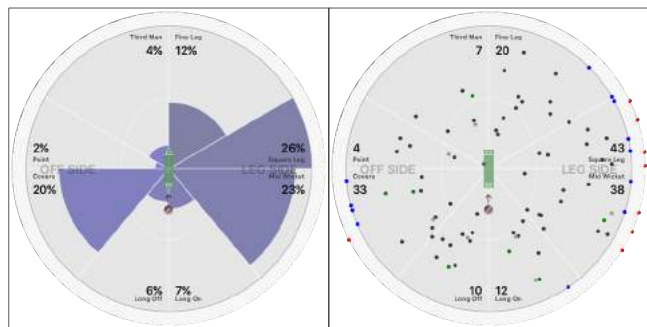 Third Man Fine Leg
4% 12%
2%
Point
OFF SIDE
Covers
20%
26%
Square Leg
LEG SIDE
Mid Wicket
23%
6% 7%
Long Off Long On
Third Man Fine Leg
7 20
4
Point
OFF SIDE
Covers
33
43
Square Leg
LEG SIDE
Mid Wicket
38
10 12
Long Off Long On